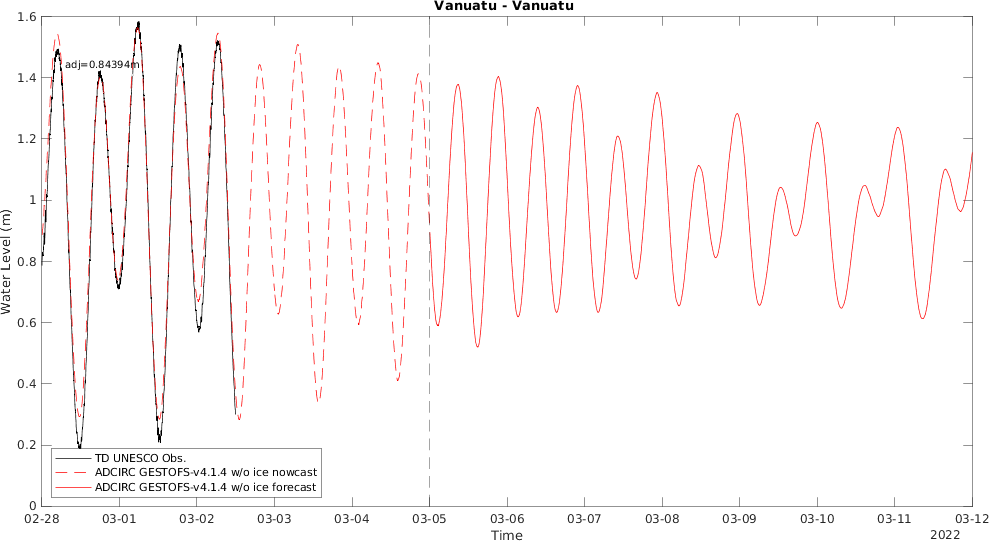 Vanuatu - Vanuatu
1.6
1.4
1.2
1
0.8
0.6
0.4
0.2
0
Water Level (m)
adj=0.84394m
TD UNESCO Obs.
ADCIRC GESTOFS-v4.1.4 w/o ice nowcast
ADCIRC GESTOFS-v4.1.4 w/o ice forecast
02-28 03-01 03-02 03-03 03-04 03-05 03-06 03-07 03-08 03-09 03-10 03-11 03-12
Time
2022